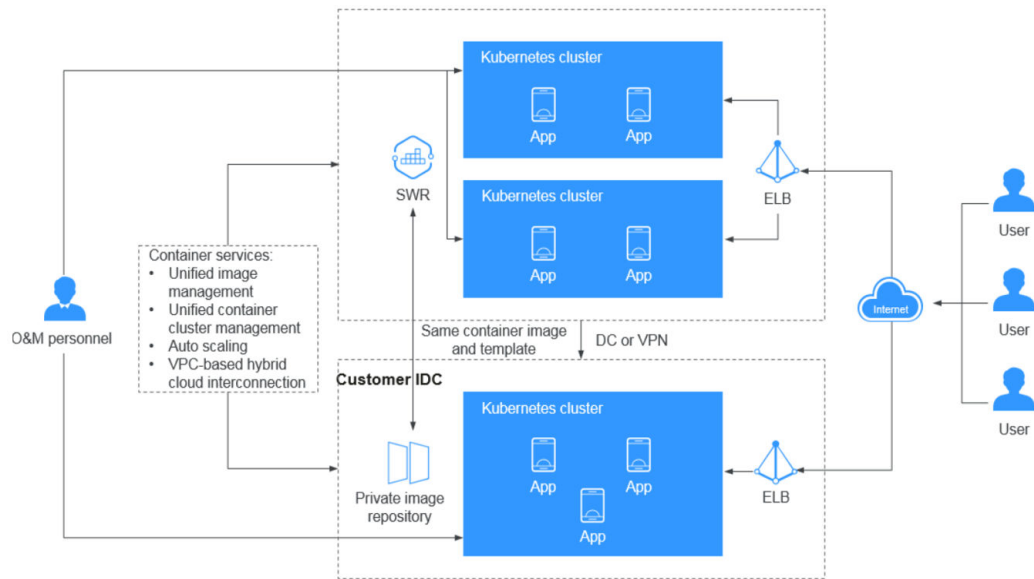 Kubernetes cluster
App
App
SWR
Kubernetes cluster
App
App
ELB
User
Container services:
• Unified image
management
• Unified container
cluster management
• Auto scaling
• VPC-based hybrid
cloud interconnection
O&M personnel
Internet
User
Same container image
and template
DC or VPN
Customer IDC
Kubernetes cluster
App
App
App
Private image
repository
ELB
User